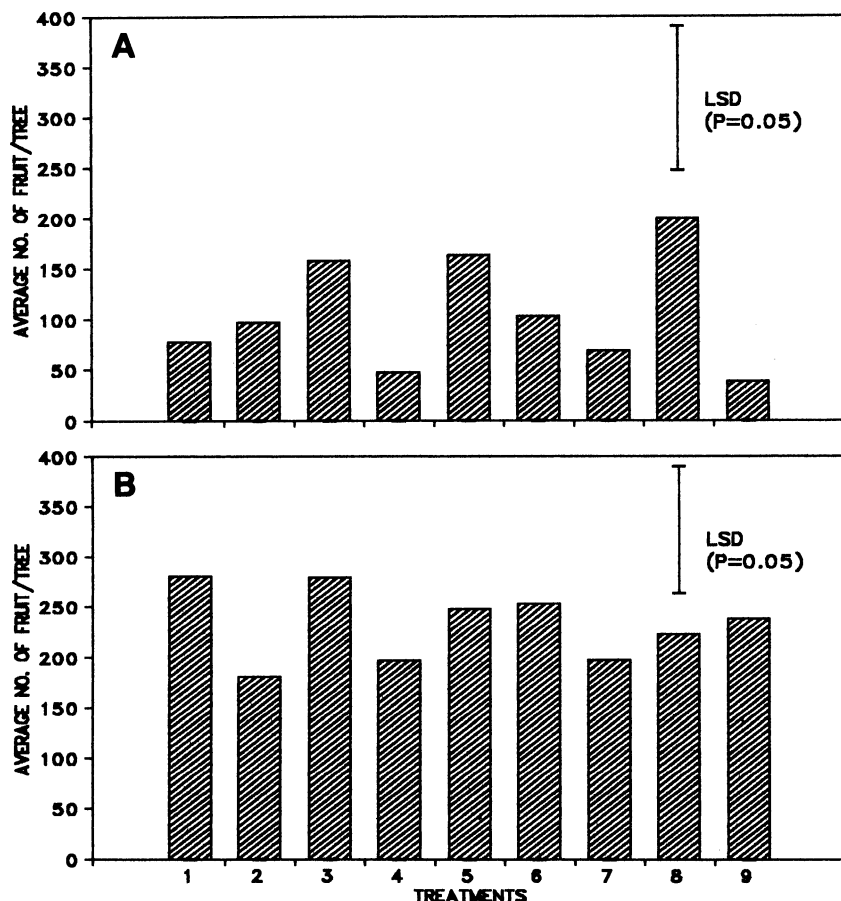 A
AVERAGE NO. OF FRUIT/TREE
400
350
300
250
200
150
100
50
0
LSD
(P=0.05)
B
AVERAGE NO. OF FRUIT/TREE
400
350
300
250
200
150
100
50
0
LSD
(P=0.05)
1 2 3 4 5 6 7 8 9
TREATMENTS